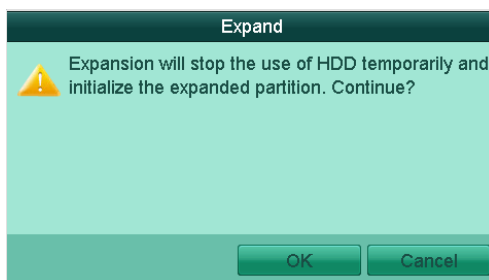 Expand
Expansion will stop the use of HDD temporarily and
initialize the expanded partition. Continue?
OK
Cancel